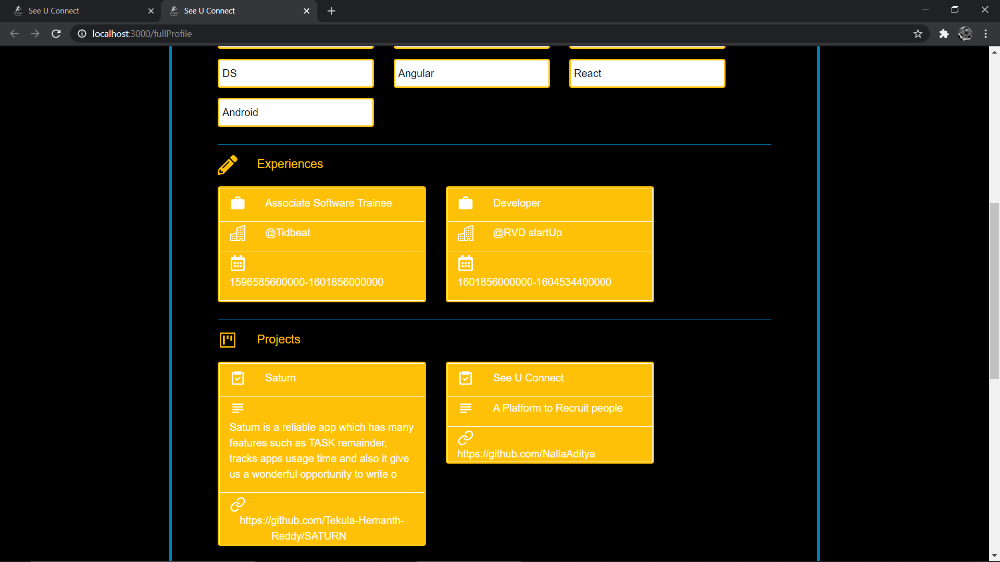 See U Connect
See U Connect
localhost:3000/fullProfile
DS
Angular
React
Android
Experiences
Associate Software Trainee
@Tidbeat
1596585600000-1601856000000
Developer
@RVD startUp
1601856000000-1604534400000
Projects
Saturn
Saturn is a reliable app which has many
features such as TASK remainder,
tracks apps usage time and also it give
us a wonderful opportunity to write o
https://github.com/Tekula-Hemanth-
Reddy/SATURN
See U Connect
A Platform to Recruit people
https://github.com/NallaAditya